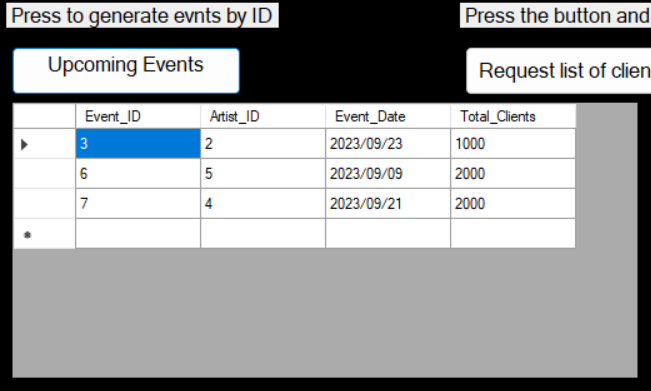 Press to generate evnts by ID
Press the button and
Upcoming Events
Request list of clien
Event_ID Artist_ID Event_Date Total_Clients
3 2 2023/09/23 1000
6 5 2023/09/09 2000
7 4 2023/09/21 2000